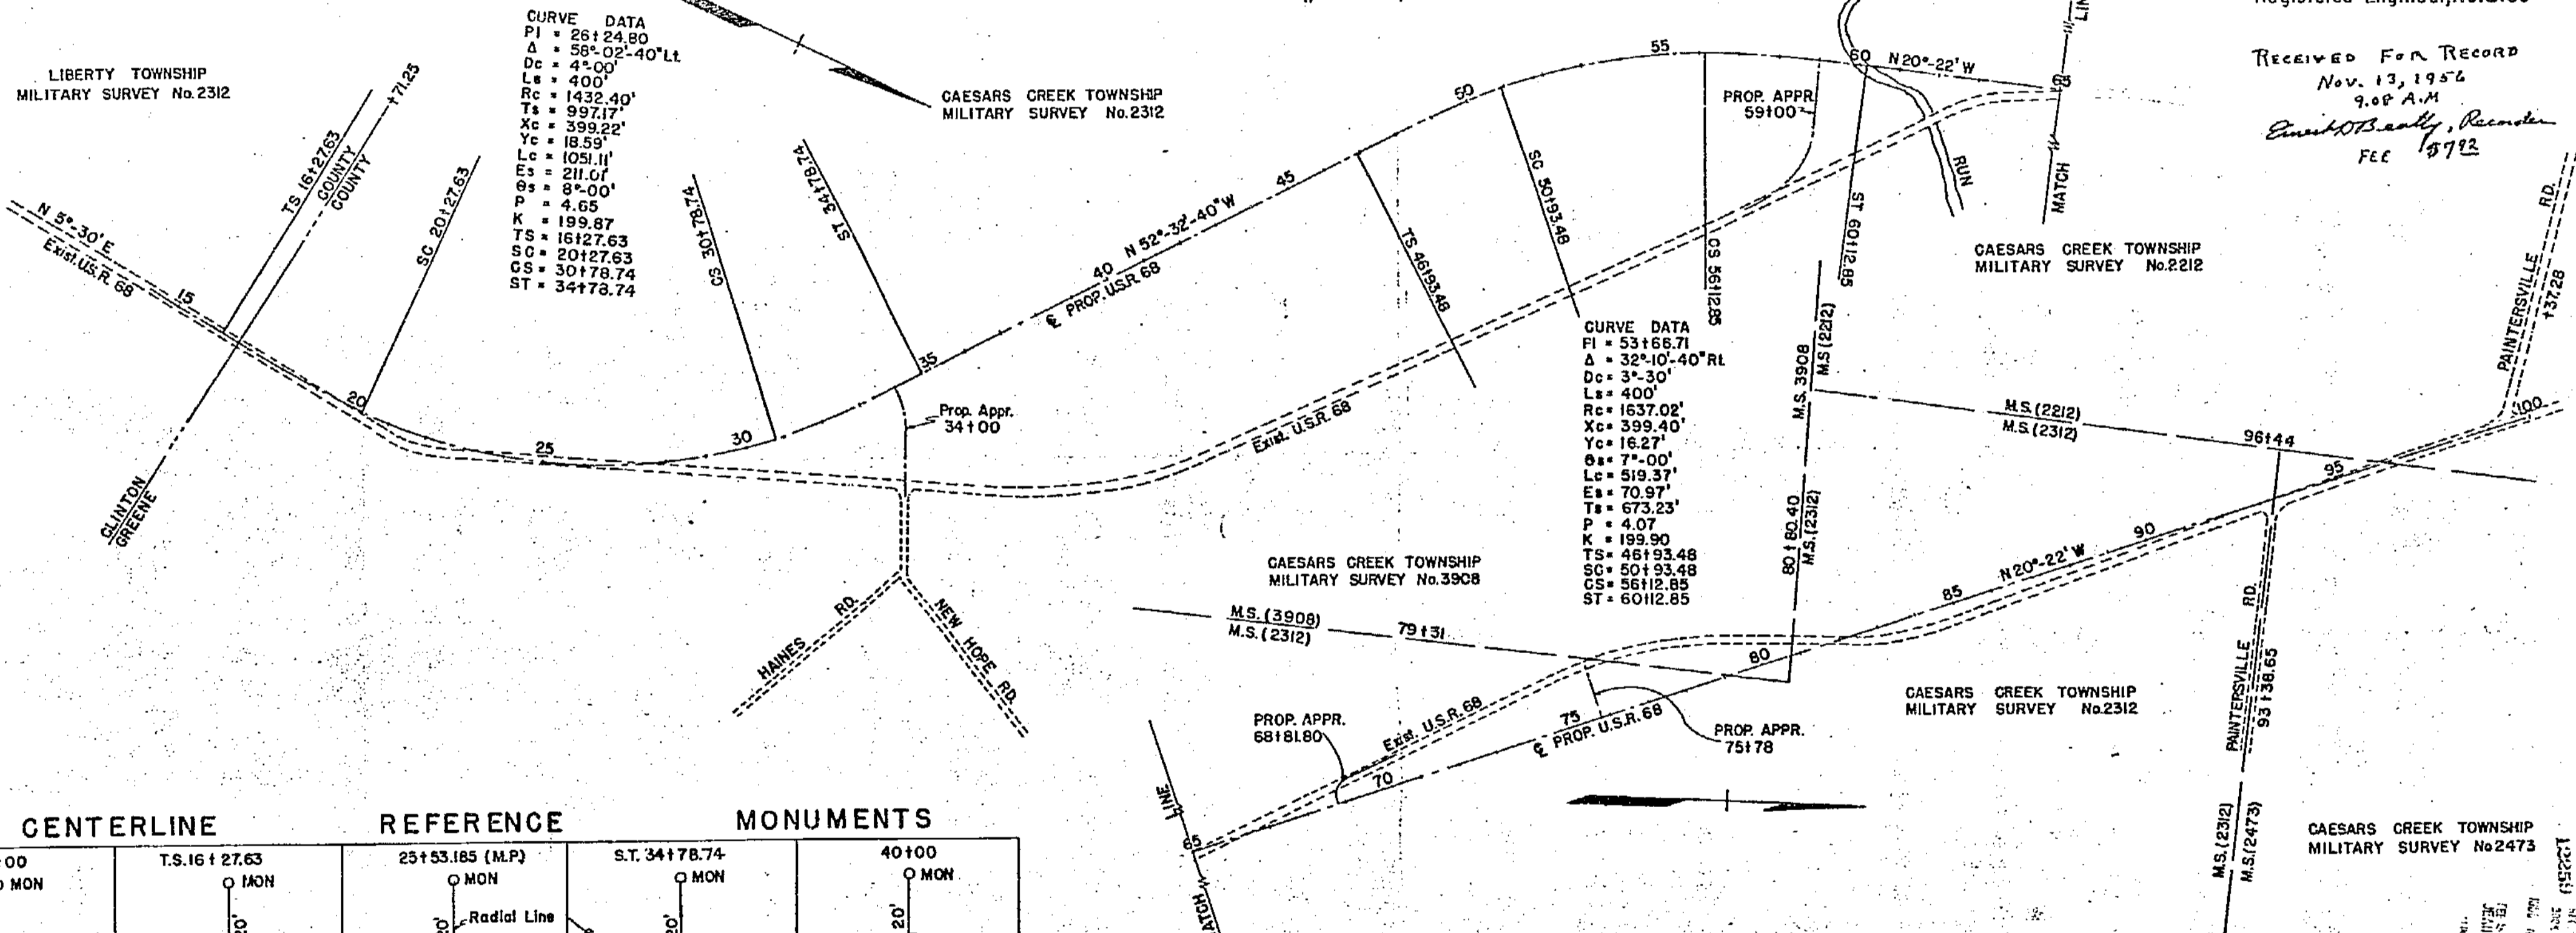 LIBERTY TOWNSHIP
MILITARY SURVEY No.2312
CURVE DATA
PI = 26+24.80
Δ = 58°-02'-40" Lt
Dc = 4°-00'
Ls = 400'
Rc = 1432.40'
Ts = 997.17'
Xc = 399.22'
Yc = 18.59'
Lc = 1051.11'
Es = 211.01'
θs = 8°-00'
P = 4.65
K = 199.87
TS = 16+27.63
SC = 20+27.63
CS = 30+78.74
ST = 34+78.74
CAESARS CREEK TOWNSHIP
MILITARY SURVEY No.2312
RECEIVED FOR RECORD
Nov. 13, 1956
9:08 A.M
Recorder
FEE $7.92
N 5°-30' E
Exist. U.S.R. 68
15
TS 16+27.63
COUNTY
COUNTY
+71.25
CLINTON
GREENE
SC 20+27.63
20
25
30
CS 30+78.74
ST 34+78.74
35
Prop. Appr.
34+00
HAINES RD.
NEW HOPE RD.
40
N 52°-32'-40" W
℄ PROP. U.S.R. 68
45
TS 46+93.48
50
SC 50+93.48
55
CS 56+12.85
PROP. APPR.
59+00
60
ST 60+12.85
N 20°-22' W
65
RUN
MATCH
Exist. U.S.R. 68
CAESARS CREEK TOWNSHIP
MILITARY SURVEY No.2212
CURVE DATA
PI = 53+66.71
Δ = 32°-10'-40" Rt.
Dc = 3°-30'
Ls = 400'
Rc = 1637.02'
Xc = 399.40'
Yc = 16.27'
θs = 7°-00'
Lc = 519.37'
Es = 70.97'
Ts = 673.23'
P = 4.07
K = 199.90
TS = 46+93.48
SC = 50+93.48
CS = 56+12.85
ST = 60+12.85
CAESARS CREEK TOWNSHIP
MILITARY SURVEY No.3908
M.S. (3908)
M.S. (2312)
79+31
M.S. 3908
M.S. (2212)
80+80.40
M.S. (2312)
M.S. (2212)
M.S. (2312)
96+44
PAINTERSVILLE RD.
+37.28
100
95
90
N 20°-22' W
85
80
75
℄ PROP. U.S.R. 68
70
65
Exist. U.S.R. 68
PROP. APPR.
68+81.80
PROP. APPR.
75+78
MATCH LINE
CAESARS CREEK TOWNSHIP
MILITARY SURVEY No.2312
PAINTERSVILLE RD.
93+38.65
M.S. (2312)
M.S. (2473)
CAESARS CREEK TOWNSHIP
MILITARY SURVEY No 2473
CENTERLINE REFERENCE MONUMENTS
+00
MON
T.S. 16+27.63
MON
20'
25+53.185 (M.P.)
MON
20'
Radial Line
S.T. 34+78.74
MON
20'
40+00
MON
20'